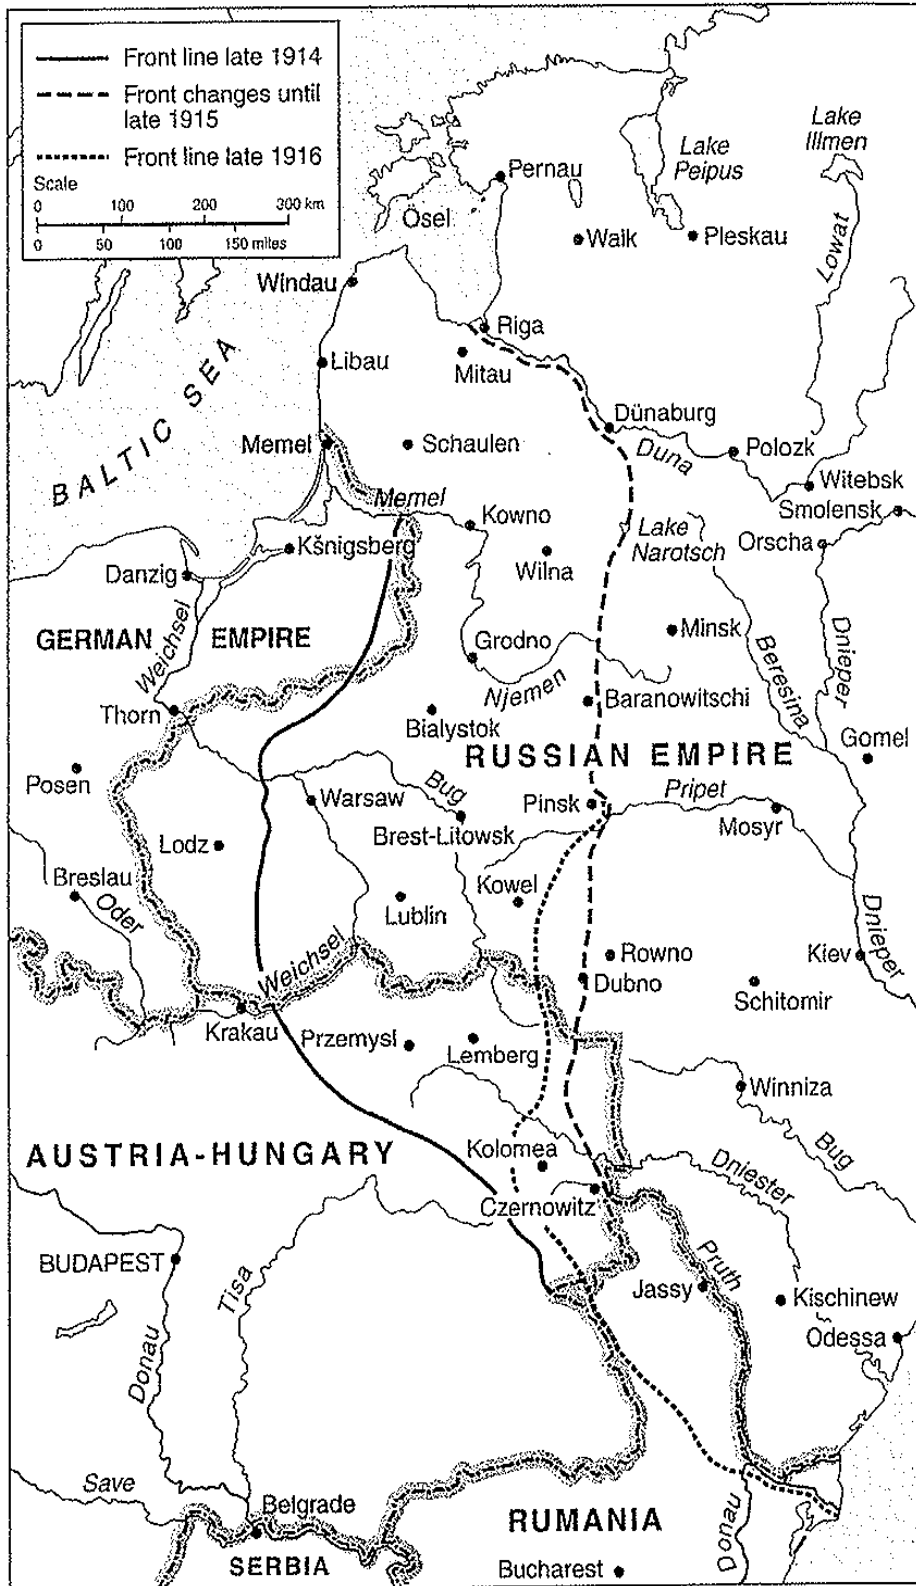 Front line late 1914
Front changes until
late 1915
Front line late 1916
Scale
0 100 200 300 km
0 50 100 150 miles
Lake
Illmen
Lake
Peipus
Pernau
Ösel
Waik
Pleskau
Lowat
Windau
Riga
BALTIC SEA
Libau
Mitau
Dünaburg
Memel
Schaulen
Duna
Polozk
Witebsk
Memel
Smolensk
Kowno
Lake
Narotsch
Orscha
Kšnigsberg
Wilna
Danzig
GERMAN EMPIRE
Weichsel
Grodno
Minsk
Beresina
Dnieper
Njemen
Baranowitschi
Thorn
Bialystok
RUSSIAN EMPIRE
Gomel
Posen
Warsaw
Bug
Pinsk
Pripet
Brest-Litowsk
Mosyr
Lodz
Breslau
Oder
Lublin
Kowel
Dnieper
Weichsel
Rowno
Kiev
Dubno
Schitomir
Krakau
Przemysl
Lemberg
Winniza
AUSTRIA-HUNGARY
Kolomea
Bug
Dniester
Czernowitz
BUDAPEST
Tisa
Pruth
Jassy
Kischinew
Odessa
Donau
Save
Belgrade
RUMANIA
Donau
SERBIA
Bucharest